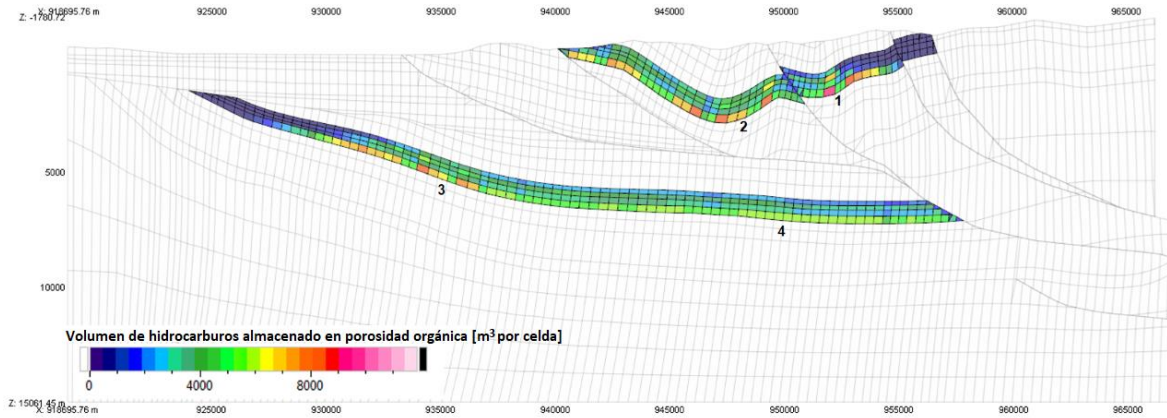 X: 918695.76 m 925000 930000 935000 940000 945000 950000 955000 960000 965000
Z: -1780.72
1
2
5000
3
4
10000
Volumen de hidrocarburos almacenado en porosidad orgánica [m3 por celda]
0 4000 8000
Z: 15061.45 m
X: 918695.76 m 925000 930000 935000 940000 945000 950000 955000 960000 965000